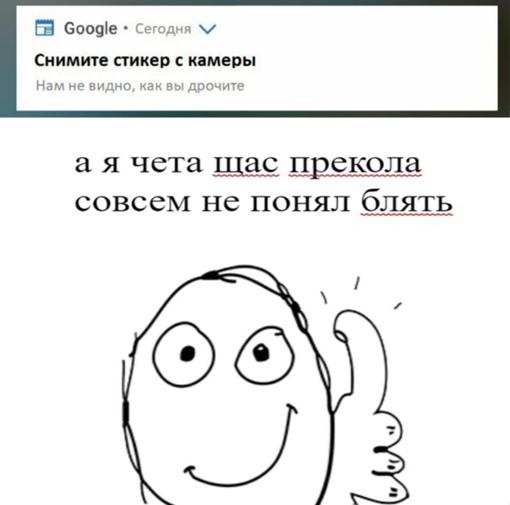 Google • Сегодня
Снимите стикер с камеры
Нам не видно, как вы дрочите
а я чета щас прекола
совсем не понял блять